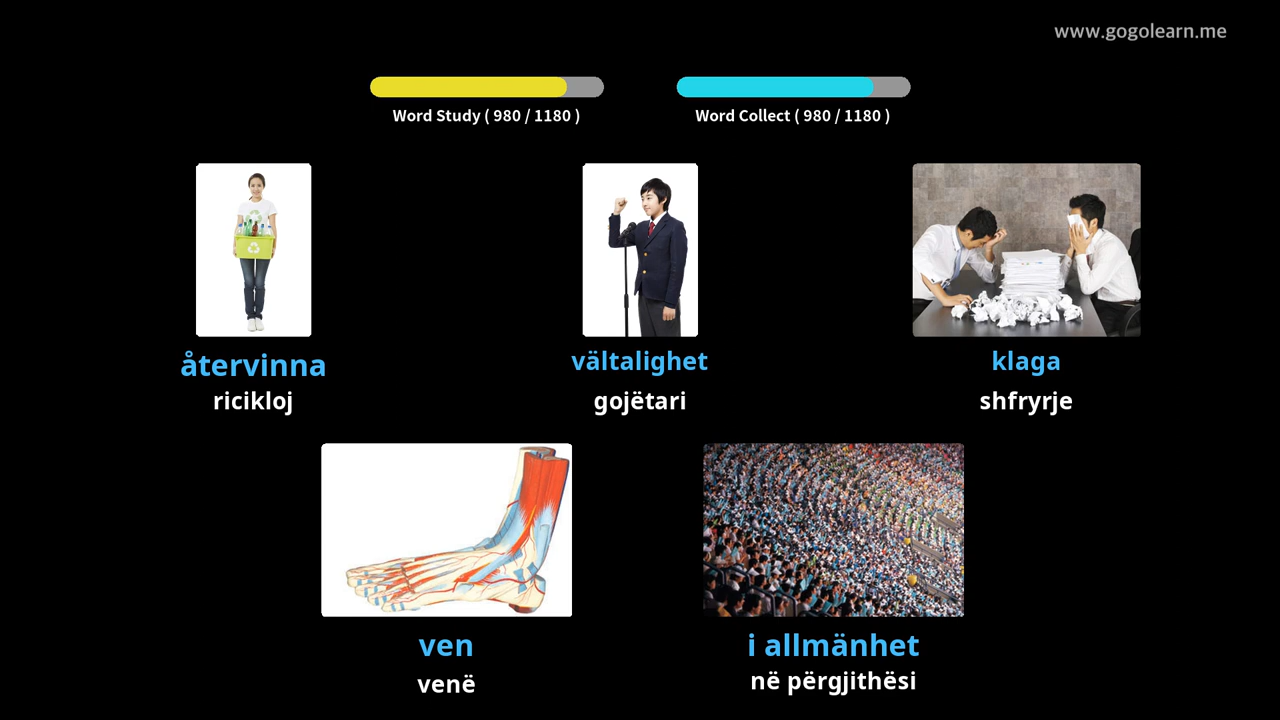 www.gogolearn.me
Word Study ( 980 / 1180 )
Word Collect ( 980 / 1180 )
återvinna
ricikloj
vältalighet
gojëtari
klaga
shfryrje
ven
venë
i allmänhet
në përgjithësi